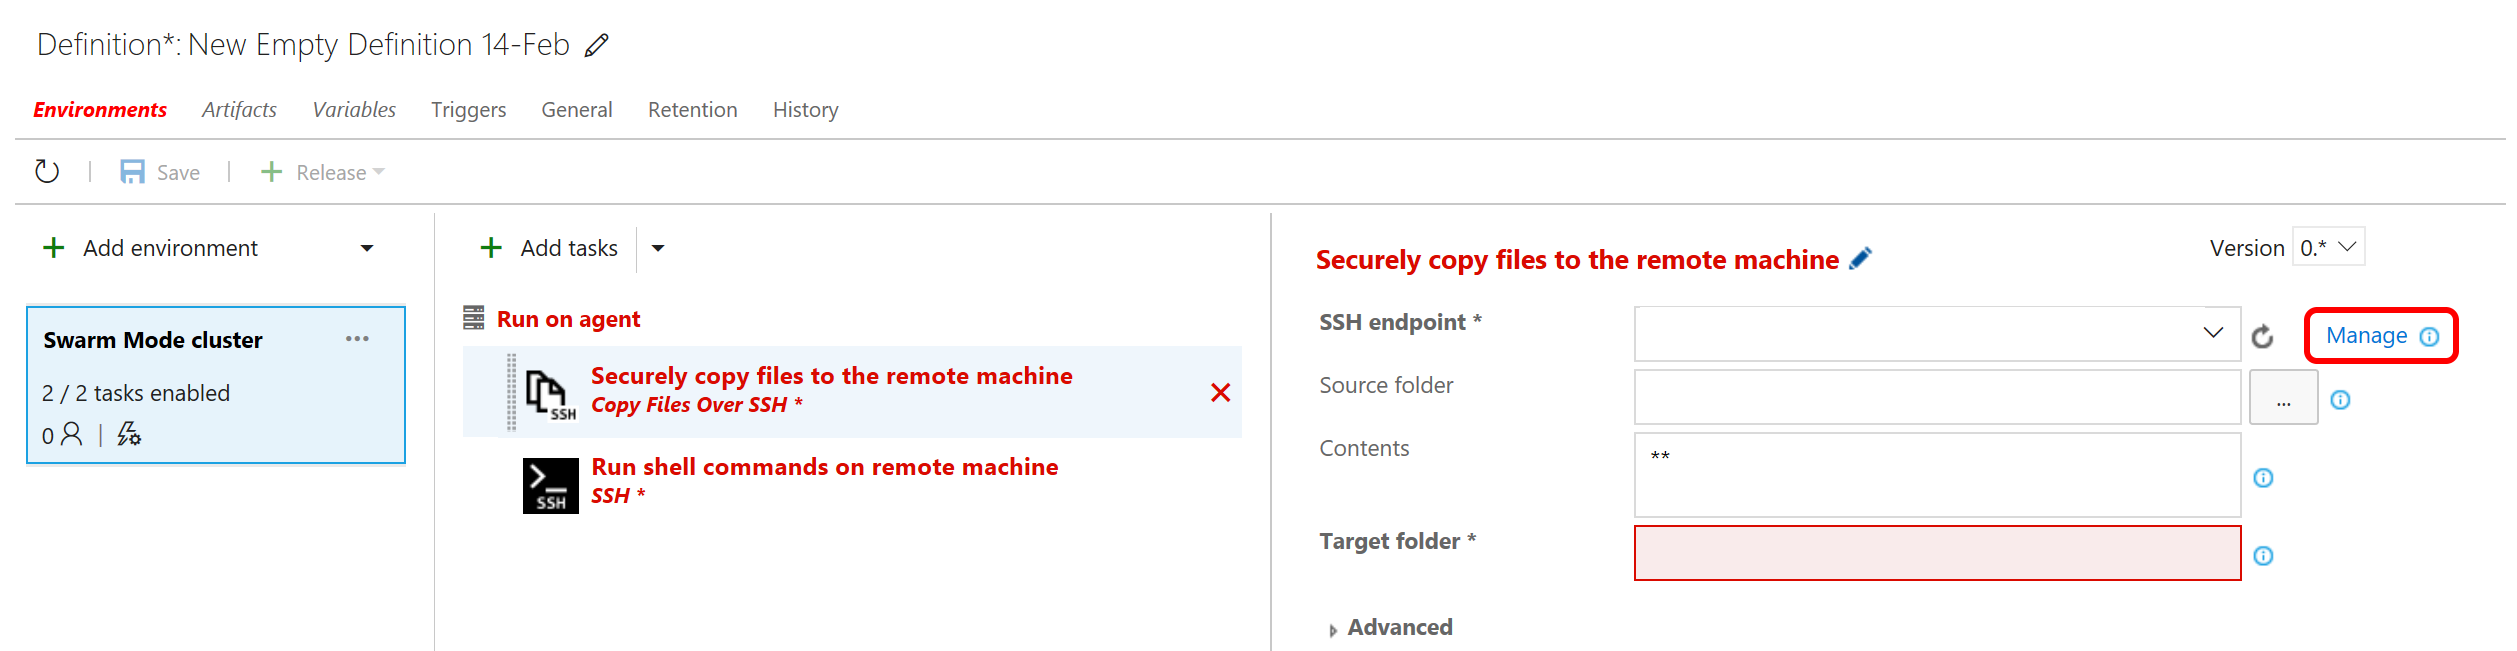 Definition*: New Empty Definition 14-Feb
Environments Artifacts Variables Triggers General Retention History
Save Release
Add environment
Swarm Mode cluster ...
2 / 2 tasks enabled
0
Add tasks
Run on agent
Securely copy files to the remote machine
SSH
Copy Files Over SSH *
Run shell commands on remote machine
SSH
SSH *
Securely copy files to the remote machine
Version 0.*
SSH endpoint *
Manage
Source folder
...
Contents
**
Target folder *
Advanced